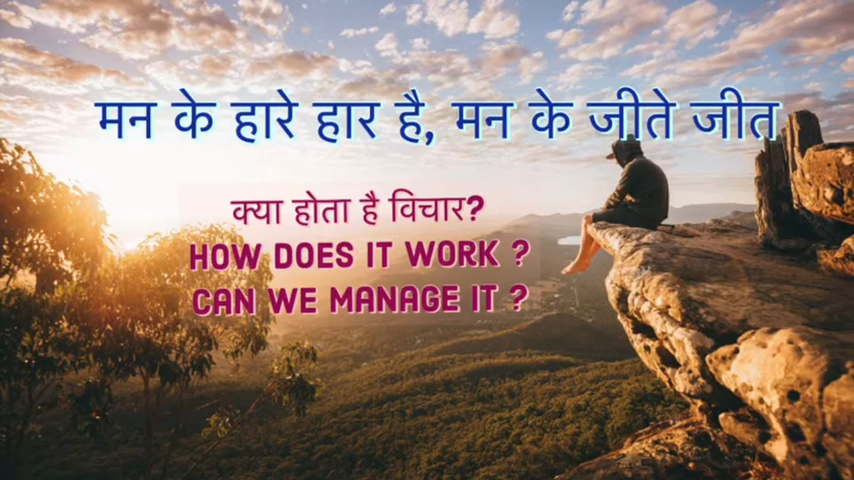 मन के हारे हार है, मन के जीते जीत
क्या होता है विचार?
HOW DOES IT WORK ?
CAN WE MANAGE IT ?